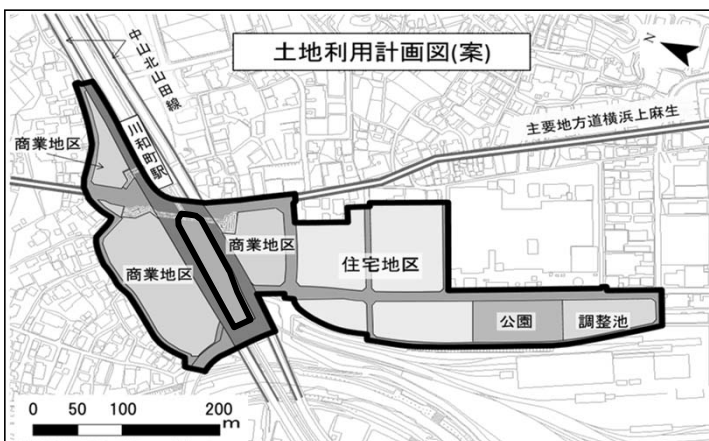 土地利用計画図(案)
N
中山北山田線
川和町駅
主要地方道横浜上麻生
商業地区
商業地区
商業地区
住宅地区
公園
調整池
0 50 100 200
m